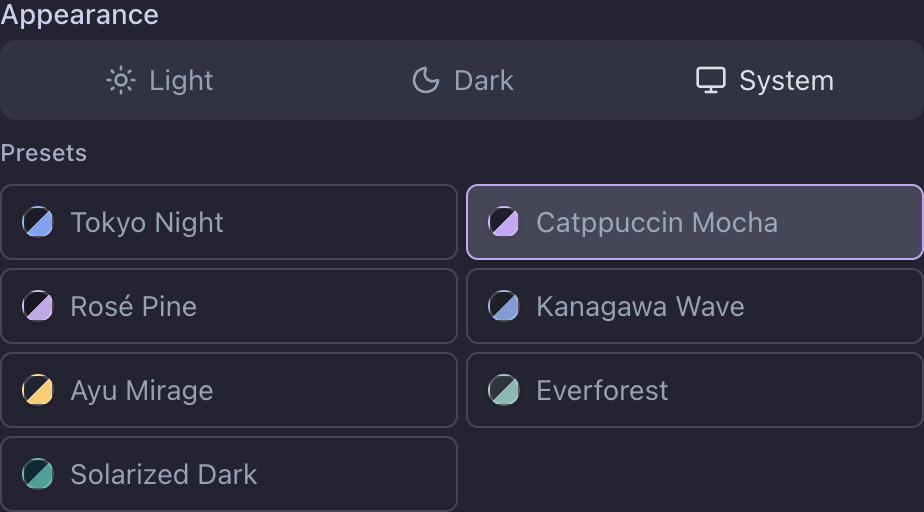 Appearance
Light Dark System
Presets
Tokyo Night Catppuccin Mocha
Rosé Pine Kanagawa Wave
Ayu Mirage Everforest
Solarized Dark